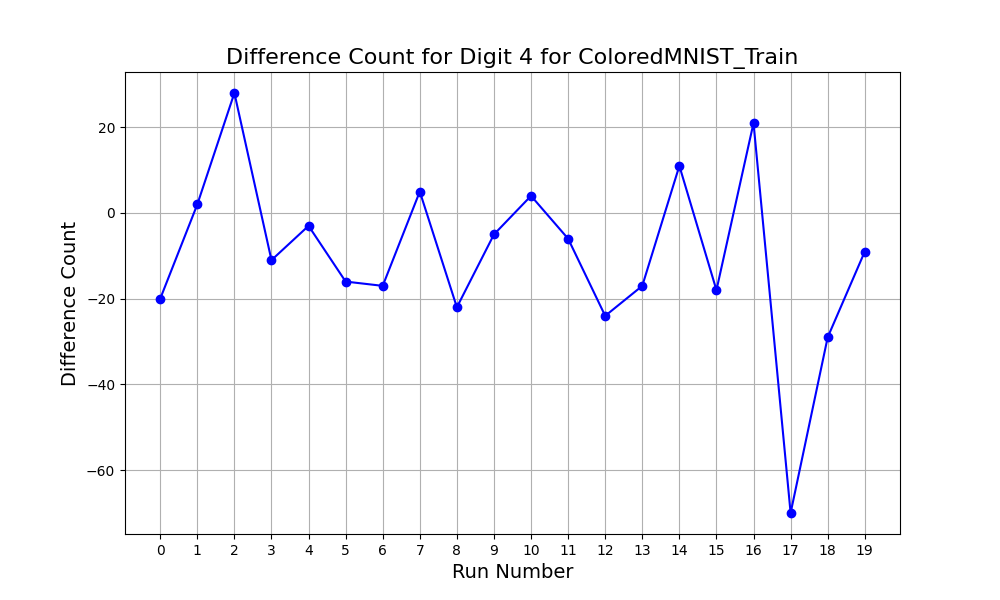 Difference Count for Digit 4 for ColoredMNIST_Train
Difference Count
20
0
−20
−40
−60
0 1 2 3 4 5 6 7 8 9 10 11 12 13 14 15 16 17 18 19
Run Number